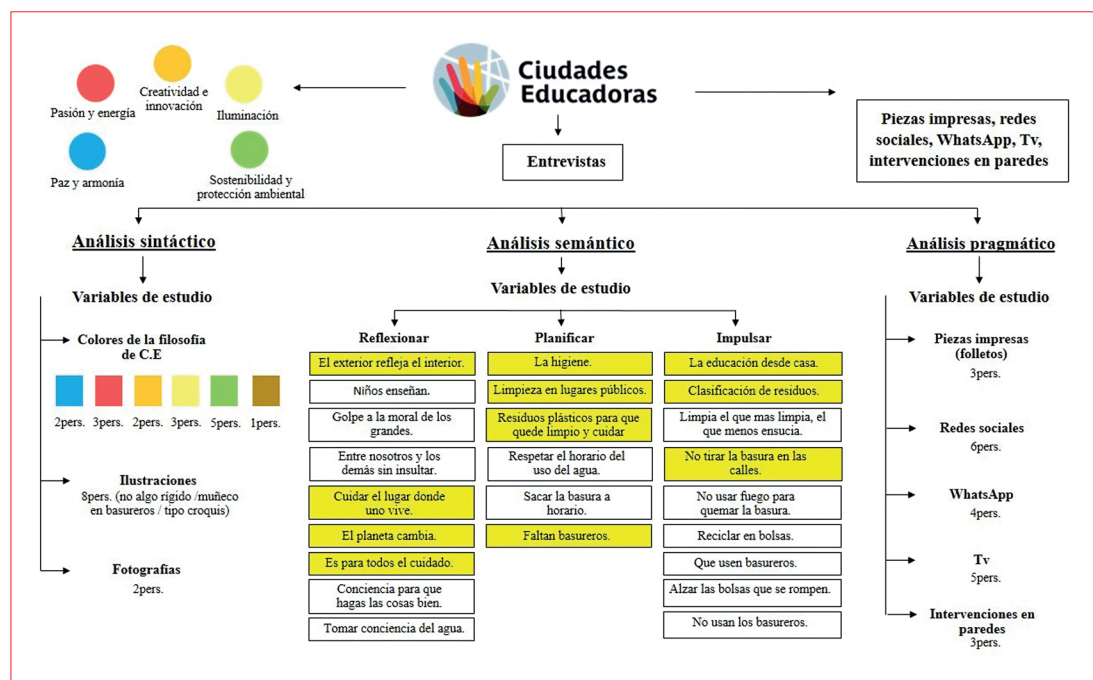 Ciudades
Educadoras
Pasión y energía
Creatividad e
innovación
Iluminación
Paz y armonía
Sostenibilidad y
protección ambiental
Entrevistas
Piezas impresas, redes
sociales, WhatsApp, Tv,
intervenciones en paredes
Análisis sintáctico
Variables de estudio
Colores de la filosofía
de C.E
2pers.
3pers.
2pers.
3pers.
5pers.
1pers.
Ilustraciones
8pers. (no algo rígido /muñeco
en basureros / tipo croquis)
Fotografías
2pers.
Análisis semántico
Variables de estudio
Reflexionar
El exterior refleja el interior.
Niños enseñan.
Golpe a la moral de los
grandes.
Entre nosotros y los
demás sin insultar.
Cuidar el lugar donde
uno vive.
El planeta cambia.
Es para todos el cuidado.
Conciencia para que
hagas las cosas bien.
Tomar conciencia del agua.
Planificar
La higiene.
Limpieza en lugares públicos.
Residuos plásticos para que
quede limpio y cuidar
Respetar el horario del
uso del agua.
Sacar la basura a
horario.
Faltan basureros.
Impulsar
La educación desde casa.
Clasificación de residuos.
Limpia el que mas limpia, el
que menos ensucia.
No tirar la basura en las
calles.
No usar fuego para
quemar la basura.
Reciclar en bolsas.
Que usen basureros.
Alzar las bolsas que se rompen.
No usan los basureros.
Análisis pragmático
Variables de estudio
Piezas impresas
(folletos)
3pers.
Redes sociales
6pers.
WhatsApp
4pers.
Tv
5pers.
Intervenciones en
paredes
3pers.